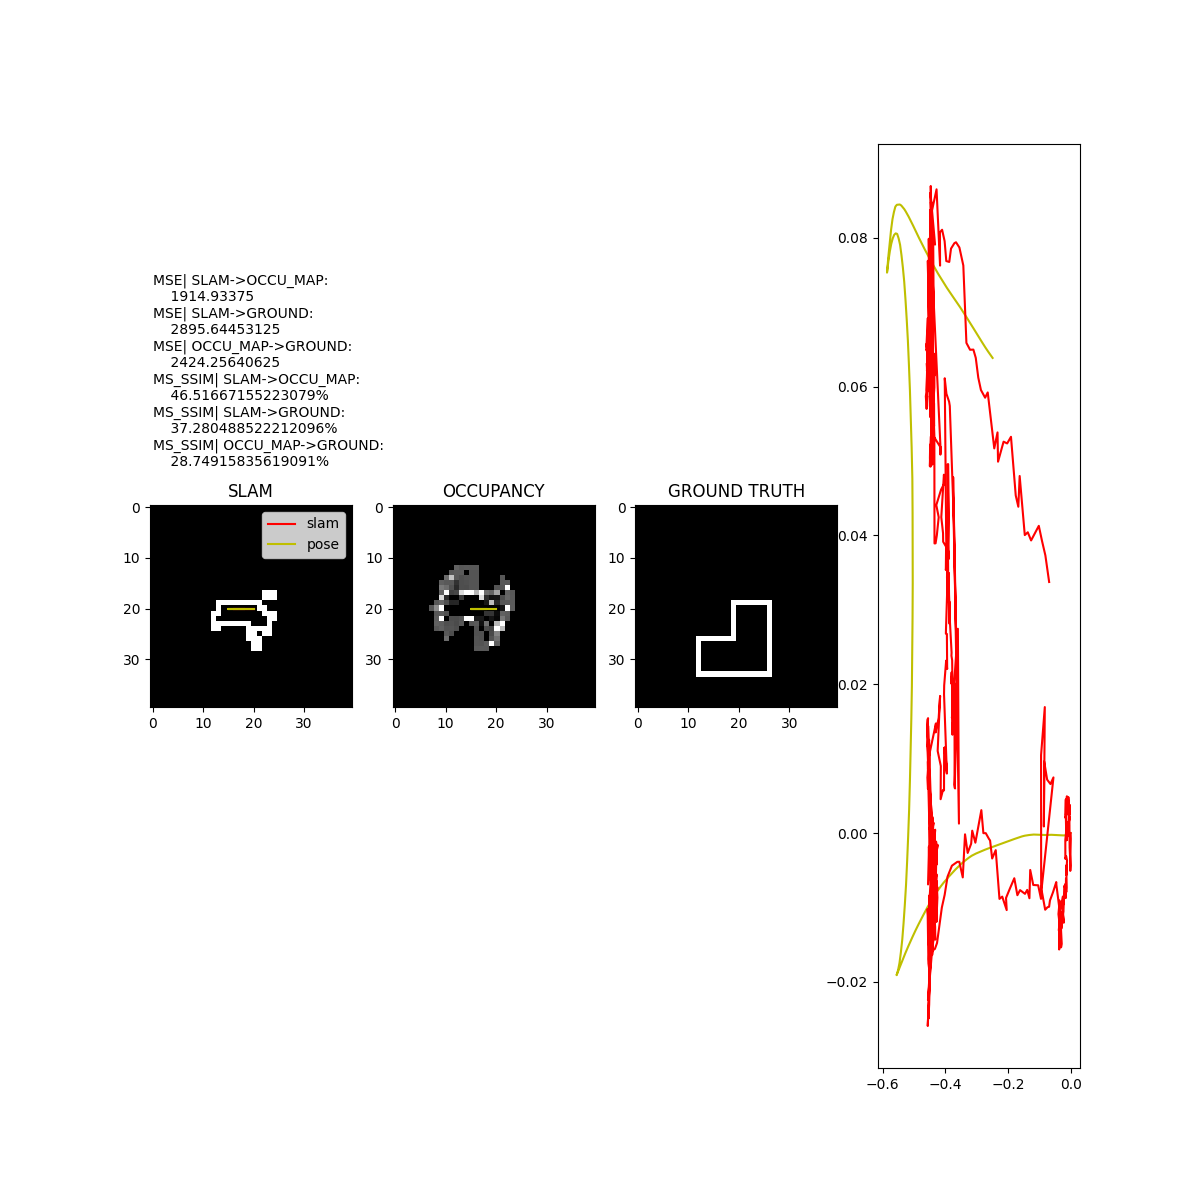 MSE| SLAM->OCCU_MAP:
1914.93375
MSE| SLAM->GROUND:
2895.64453125
MSE| OCCU_MAP->GROUND:
2424.25640625
MS_SSIM| SLAM->OCCU_MAP:
46.51667155223079%
MS_SSIM| SLAM->GROUND:
37.280488522212096%
MS_SSIM| OCCU_MAP->GROUND:
28.74915835619091%
SLAM
slam
pose
0
10
20
30
0 10 20 30
OCCUPANCY
0
10
20
30
0 10 20 30
GROUND TRUTH
0
10
20
30
0 10 20 30
0.08
0.06
0.04
0.02
0.00
−0.02
−0.6 −0.4 −0.2 0.0